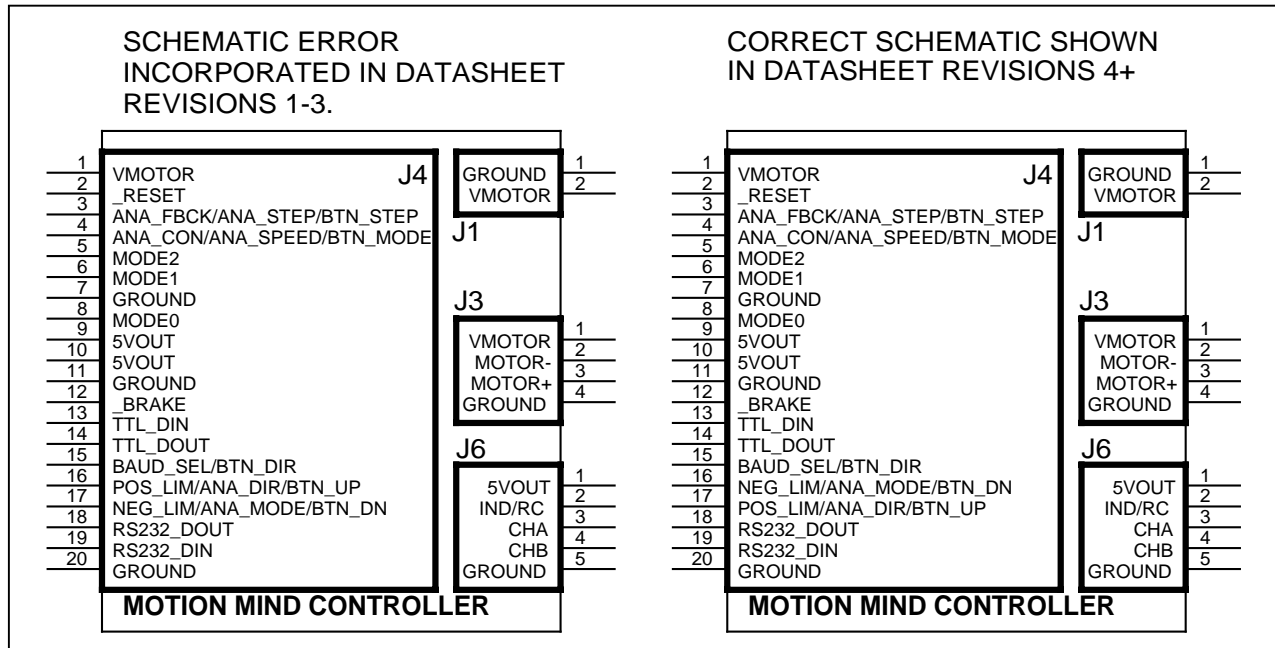 SCHEMATIC ERROR
INCORPORATED IN DATASHEET
REVISIONS 1-3.
1 VMOTOR
2 _RESET
3 ANA_FBCK/ANA_STEP/BTN_STEP
4 ANA_CON/ANA_SPEED/BTN_MODE
5 MODE2
6 MODE1
7 GROUND
8 MODE0
9 5VOUT
10 5VOUT
11 GROUND
12 _BRAKE
13 TTL_DIN
14 TTL_DOUT
15 BAUD_SEL/BTN_DIR
16 POS_LIM/ANA_DIR/BTN_UP
17 NEG_LIM/ANA_MODE/BTN_DN
18 RS232_DOUT
19 RS232_DIN
20 GROUND
J4
GROUND 1
VMOTOR 2
J1
J3
VMOTOR 1
MOTOR- 2
MOTOR+ 3
GROUND 4
J6
5VOUT 1
IND/RC 2
CHA 3
CHB 4
GROUND 5
MOTION MIND CONTROLLER
CORRECT SCHEMATIC SHOWN
IN DATASHEET REVISIONS 4+
1 VMOTOR
2 _RESET
3 ANA_FBCK/ANA_STEP/BTN_STEP
4 ANA_CON/ANA_SPEED/BTN_MODE
5 MODE2
6 MODE1
7 GROUND
8 MODE0
9 5VOUT
10 5VOUT
11 GROUND
12 _BRAKE
13 TTL_DIN
14 TTL_DOUT
15 BAUD_SEL/BTN_DIR
16 NEG_LIM/ANA_MODE/BTN_DN
17 POS_LIM/ANA_DIR/BTN_UP
18 RS232_DOUT
19 RS232_DIN
20 GROUND
J4
GROUND 1
VMOTOR 2
J1
J3
VMOTOR 1
MOTOR- 2
MOTOR+ 3
GROUND 4
J6
5VOUT 1
IND/RC 2
CHA 3
CHB 4
GROUND 5
MOTION MIND CONTROLLER